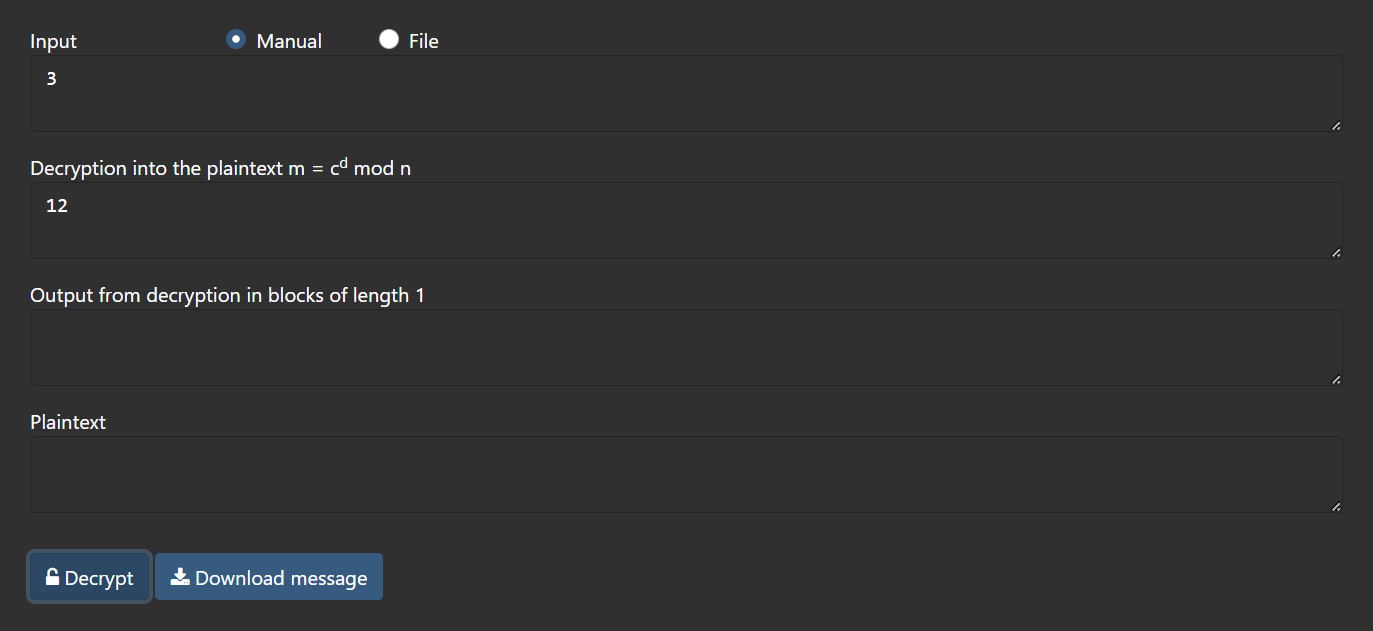 Input Manual File
3
Decryption into the plaintext m = cᵈ mod n
12
Output from decryption in blocks of length 1
Plaintext
Decrypt Download message